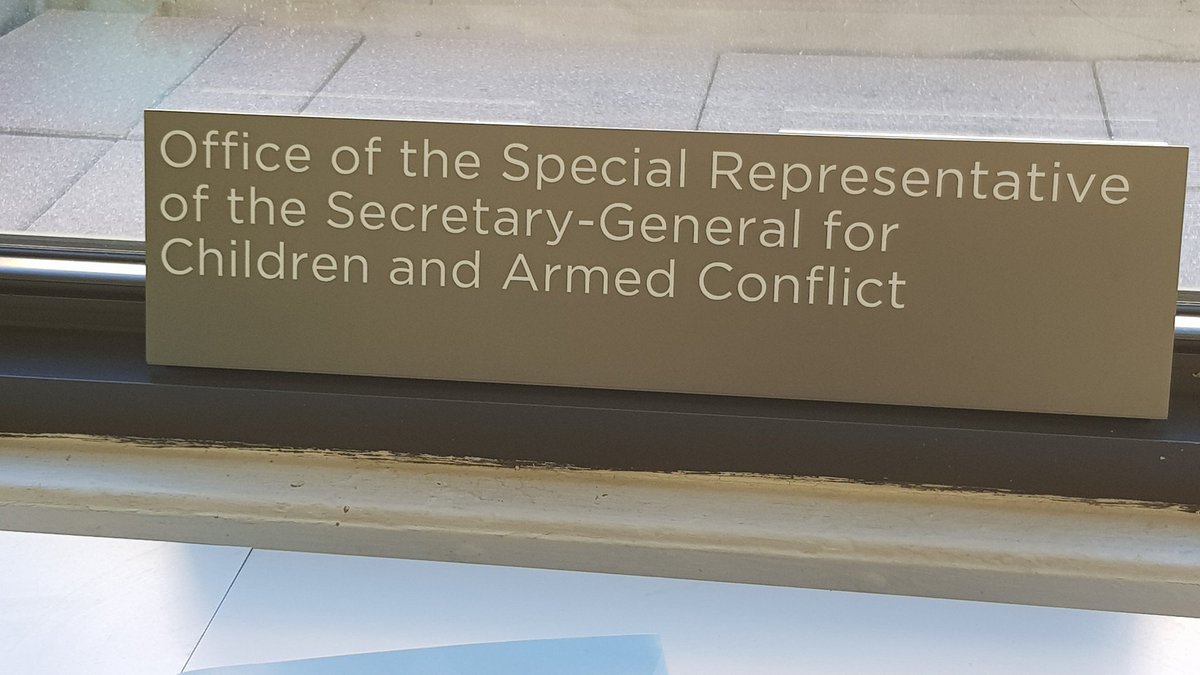 Office of the Special Representative
of the Secretary-General for
Children and Armed Conflict